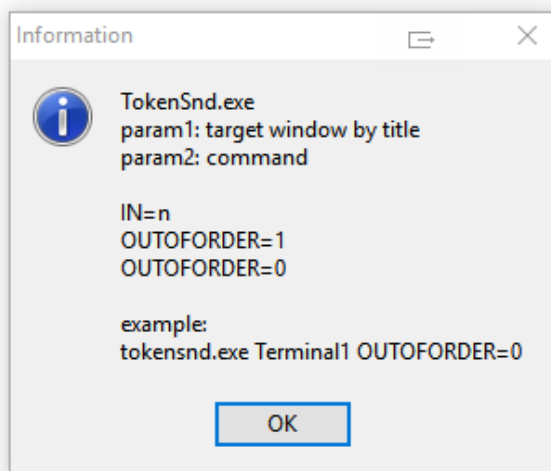 Information
TokenSnd.exe
param1: target window by title
param2: command
IN=n
OUTOFORDER=1
OUTOFORDER=0
example:
tokensnd.exe Terminal1 OUTOFORDER=0
OK